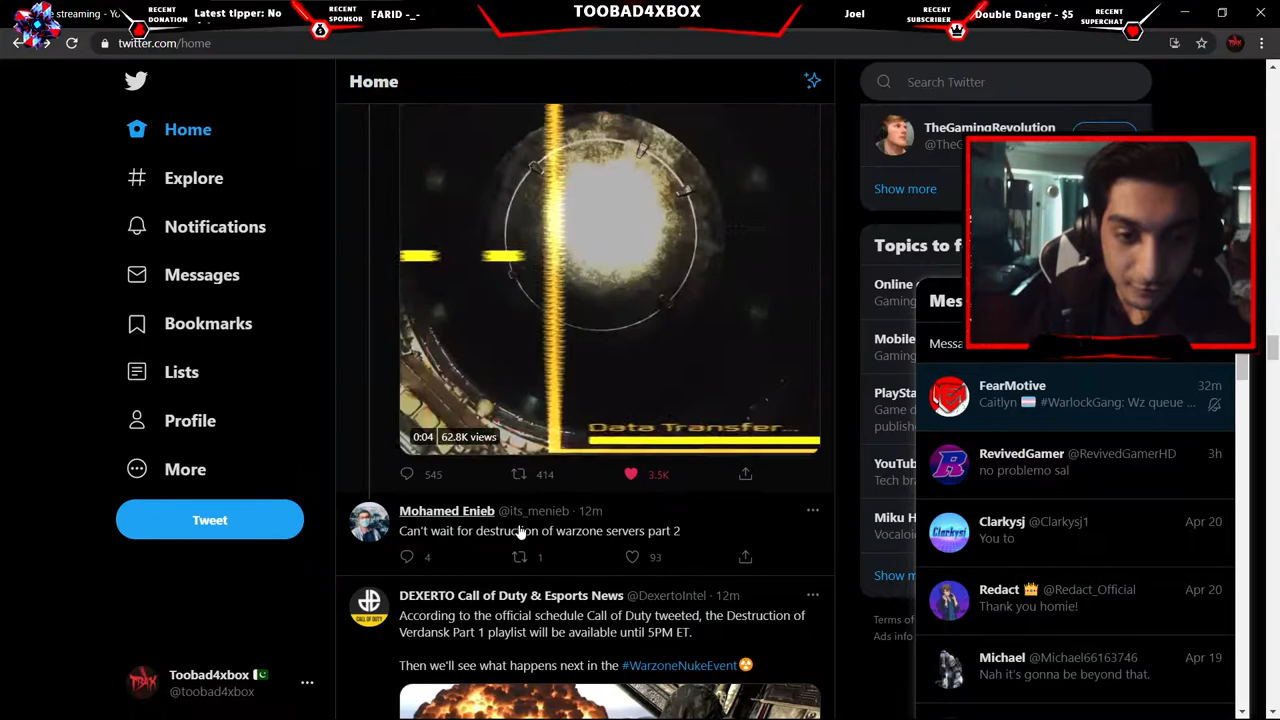 streaming - Yo
RECENT
DONATION
Latest tipper: No
RECENT
SPONSOR
FARID -_-
TOOBAD4XBOX
Joel
RECENT
SUBSCRIBER
Double Danger - $5
RECENT
SUPERCHAT
twitter.com/home
Home
Explore
Notifications
Messages
Bookmarks
Lists
Profile
More
Tweet
Toobad4xbox
@toobad4xbox
Home
Data Transfer...
0:04 62.8K views
545
414
3.5K
Mohamed Enieb @its_menieb · 12m
Can't wait for destruction of warzone servers part 2
4
1
93
DEXERTO Call of Duty & Esports News @DexertoIntel · 12m
According to the official schedule Call of Duty tweeted, the Destruction of
Verdansk Part 1 playlist will be available until 5PM ET.
Then we'll see what happens next in the #WarzoneNukeEvent
CALL OF DUTY
Search Twitter
TheGamingRevolution
@TheG
Show more
Topics to f
Online
Gaming
Mobile
Gaming
PlaySta
Game d
publishe
YouTub
Tech bra
Miku H
Vocaloi
Show m
Terms of
Ads info
Mes
Messa
FearMotive 32m
Caitlyn #WarlockGang: Wz queue ...
RevivedGamer @RevivedGamerHD 3h
no problemo sal
Clarkysj @Clarkysj1 Apr 20
You to
Redact @Redact_Official Apr 20
Thank you homie!
Michael @Michael66163746 Apr 19
Nah it's gonna be beyond that.